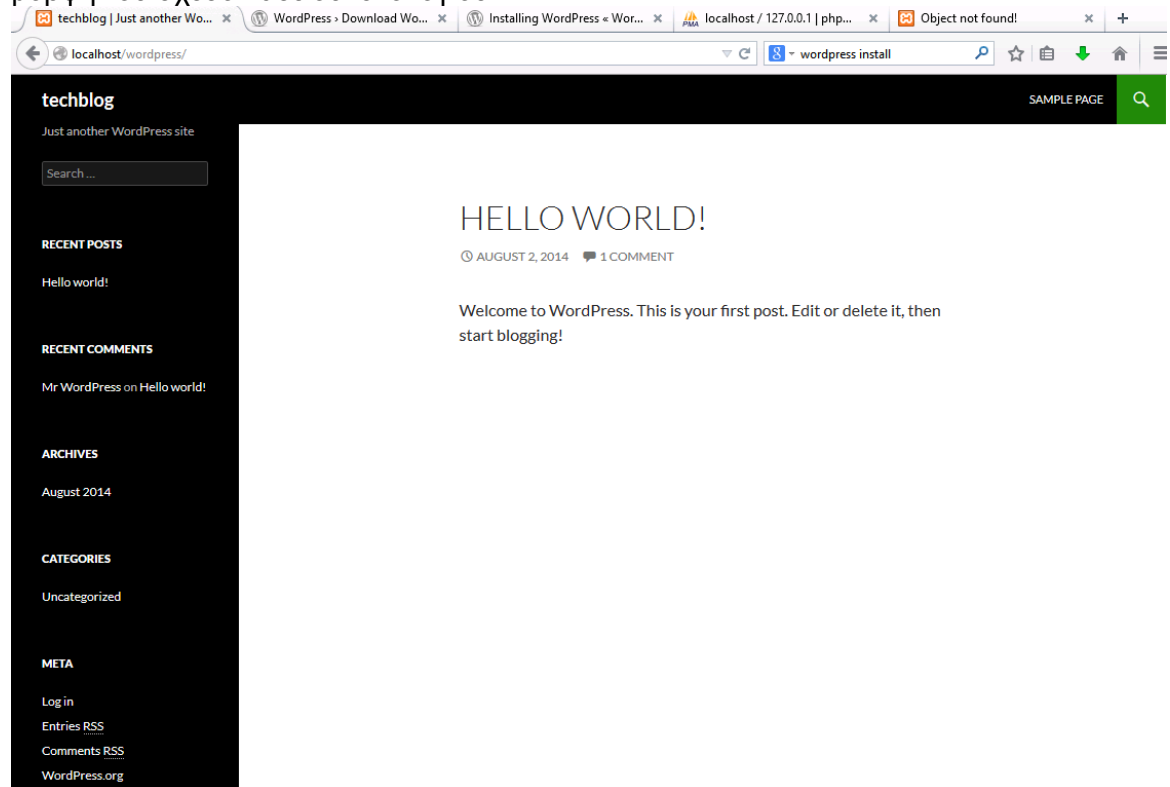 techblog | Just another Wo...
WordPress › Download Wo...
Installing WordPress « Wor...
localhost / 127.0.0.1 | php...
Object not found!
localhost/wordpress/
wordpress install
techblog
SAMPLE PAGE
Just another WordPress site
Search ...
HELLO WORLD!
AUGUST 2, 2014 1 COMMENT
Welcome to WordPress. This is your first post. Edit or delete it, then
start blogging!
RECENT POSTS
Hello world!
RECENT COMMENTS
Mr WordPress on Hello world!
ARCHIVES
August 2014
CATEGORIES
Uncategorized
META
Log in
Entries RSS
Comments RSS
WordPress.org